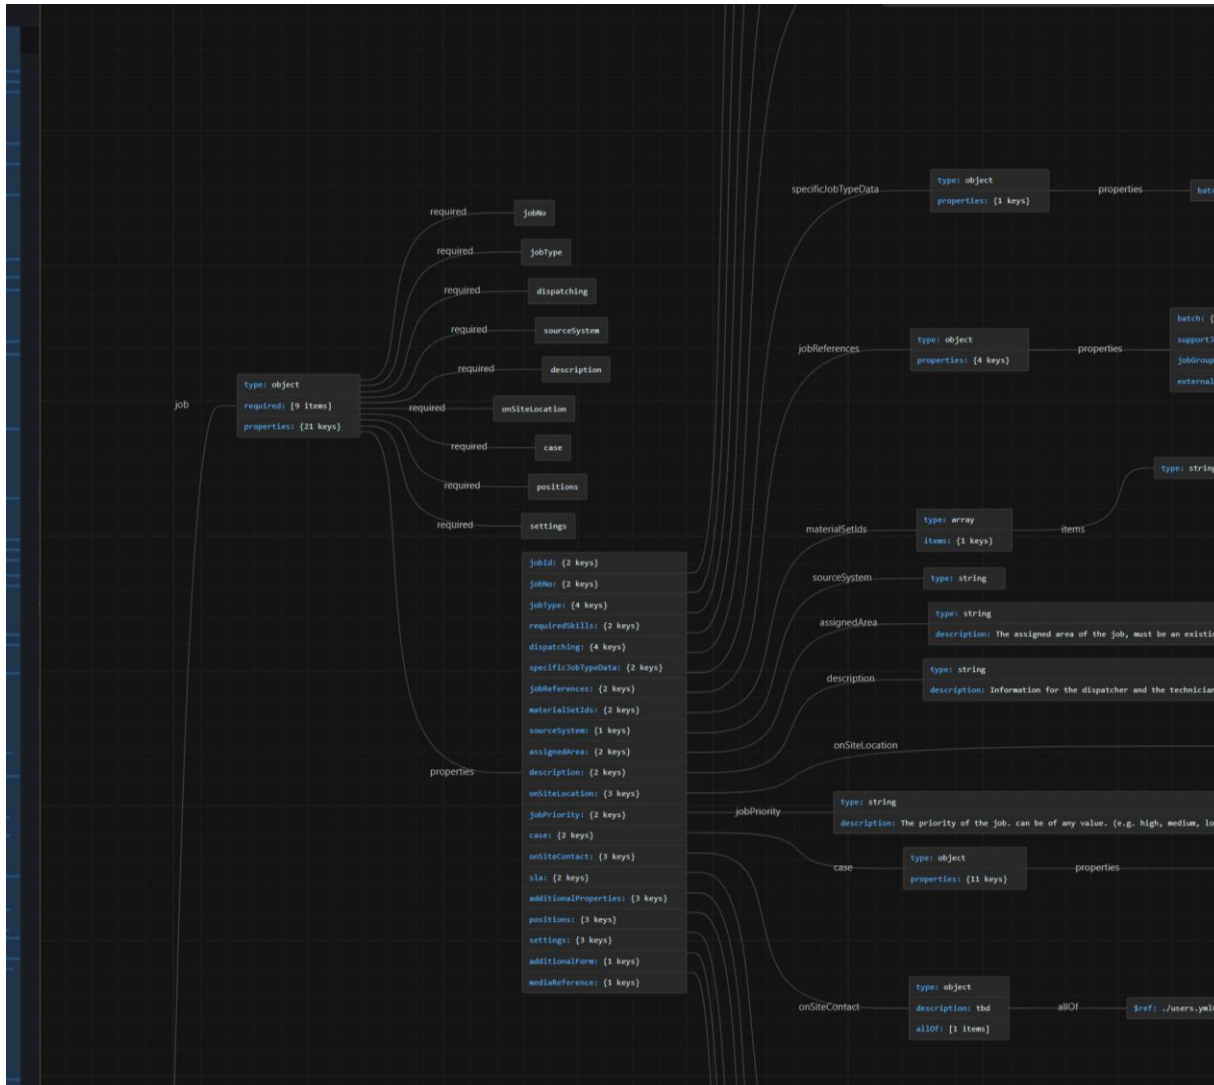 job
type: object
required: [9 items]
properties: {21 keys}
required
jobNo
required
jobType
required
dispatching
required
sourceSystem
required
description
required
onSiteLocation
required
case
required
positions
required
settings
properties
jobId: {2 keys}
jobNo: {2 keys}
jobType: {4 keys}
requiredSkills: {2 keys}
dispatching: {4 keys}
specificJobTypeData: {2 keys}
jobReferences: {2 keys}
materialSetIds: {2 keys}
sourceSystem: {1 keys}
assignedArea: {2 keys}
description: {2 keys}
onSiteLocation: {3 keys}
jobPriority: {2 keys}
case: {2 keys}
onSiteContact: {3 keys}
sla: {2 keys}
additionalProperties: {3 keys}
positions: {3 keys}
settings: {3 keys}
additionalForm: {1 keys}
mediaReference: {1 keys}
specificJobTypeData
type: object
properties: {1 keys}
properties
batc
jobReferences
type: object
properties: {4 keys}
properties
batch: {
supportJ
jobGroup
external
materialSetIds
type: array
items: {1 keys}
items
type: string
sourceSystem
type: string
assignedArea
type: string
description: The assigned area of the job, must be an existi
description
type: string
description: Information for the dispatcher and the technician
onSiteLocation
jobPriority
type: string
description: The priority of the job. can be of any value. (e.g. high, medium, lo
case
type: object
properties: {11 keys}
properties
onSiteContact
type: object
description: tbd
allOf: [1 items]
allOf
$ref: ./users.yml